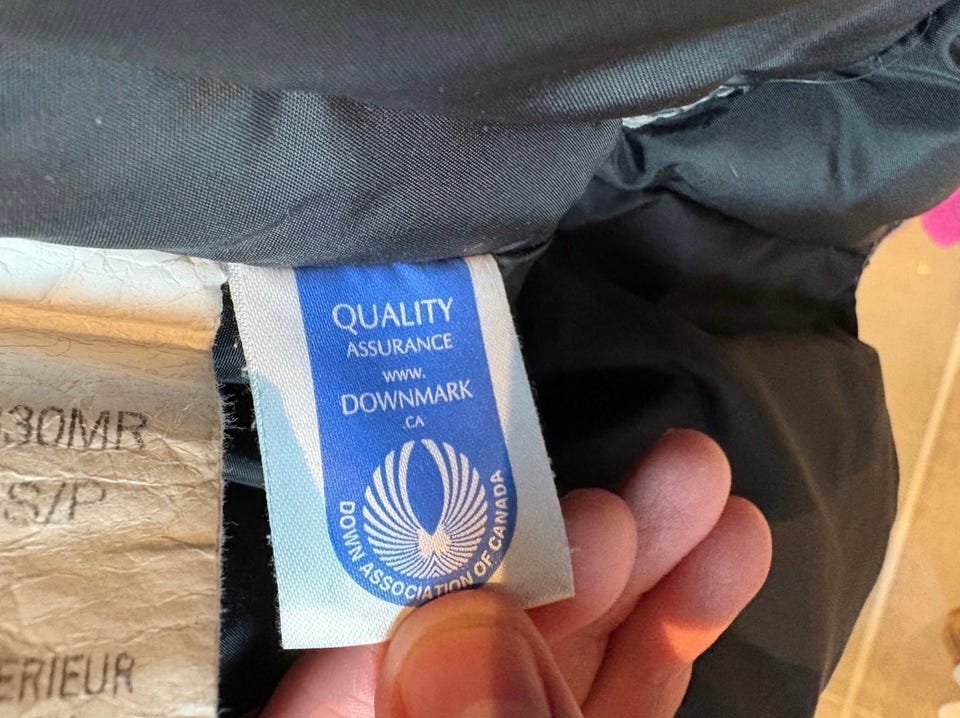 QUALITY
ASSURANCE
www.
DOWNMARK
.CA
DOWN ASSOCIATION OF CANADA
30MR
S/P
ERIEUR